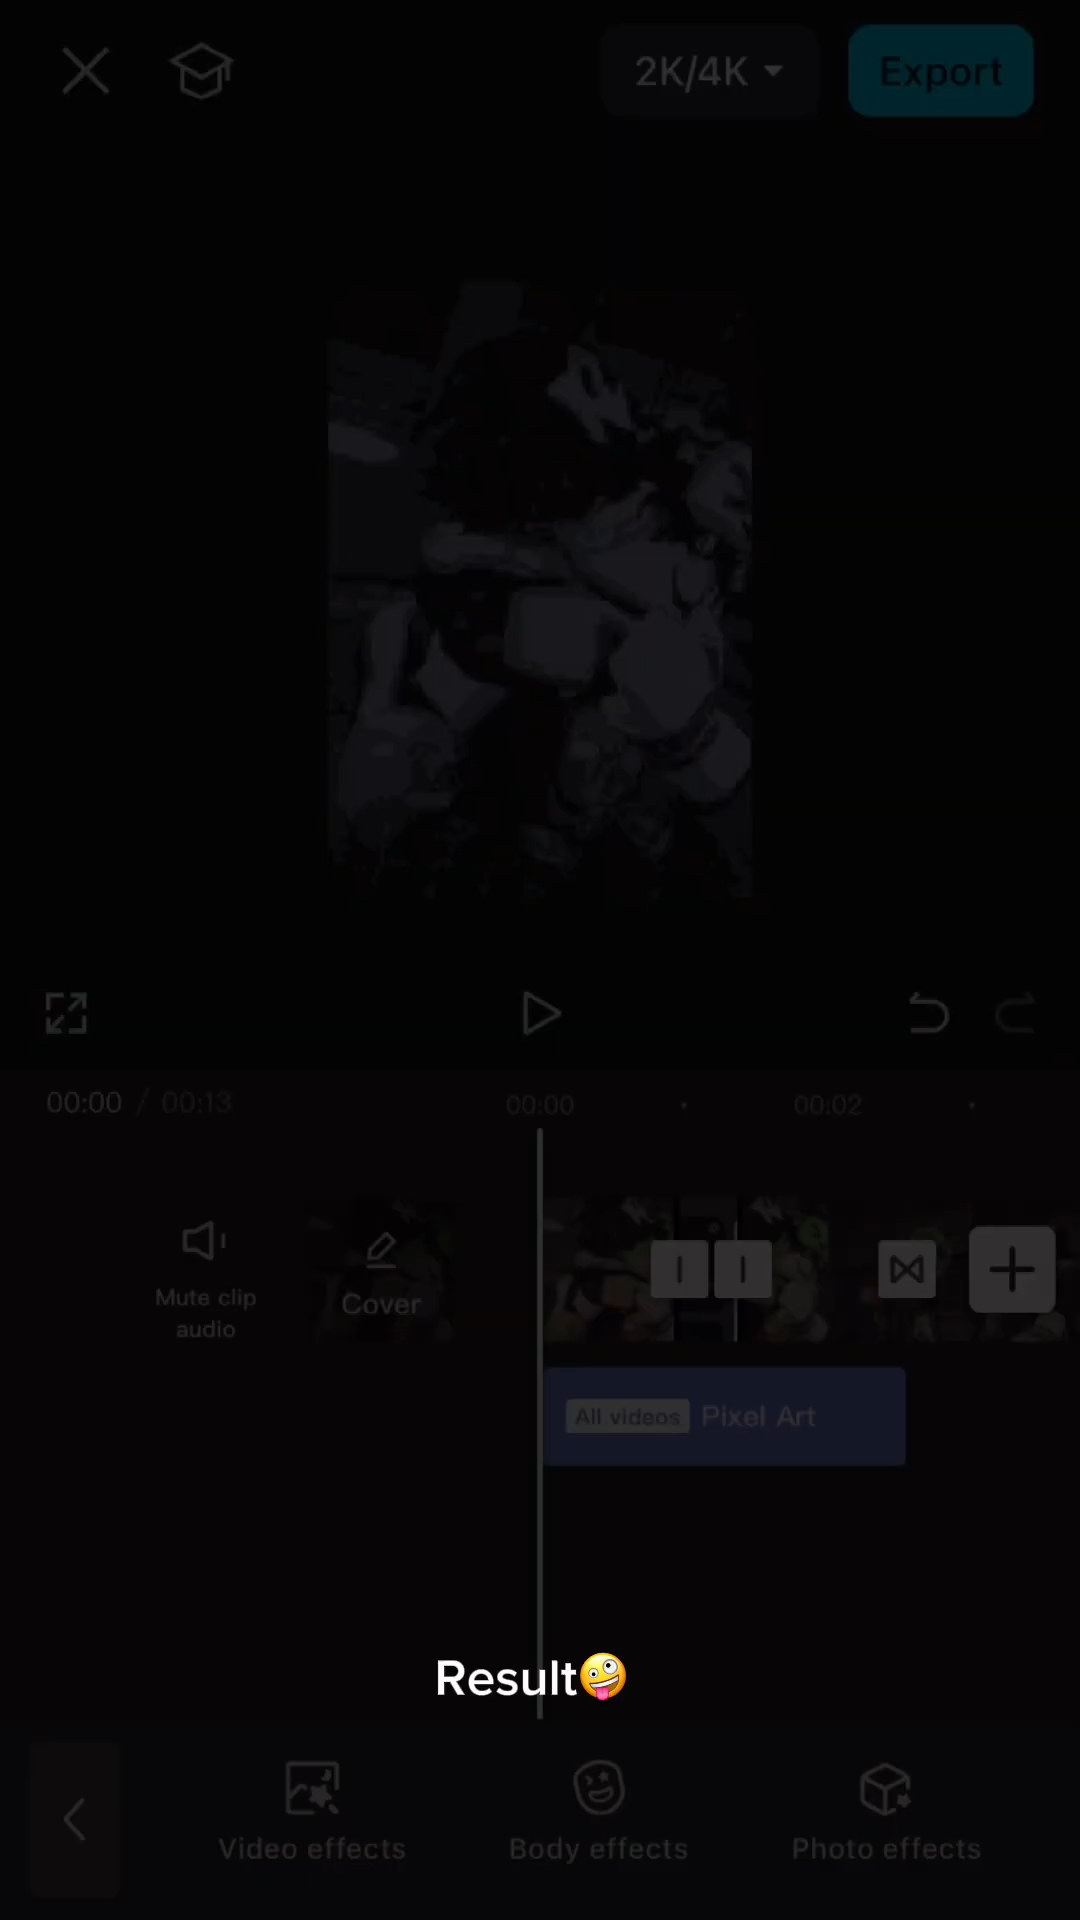 2K/4K
Export
00:00 / 00:13
00:00
00:02
Mute clip
audio
Cover
All videos
Pixel Art
Result🤪
Video effects
Body effects
Photo effects